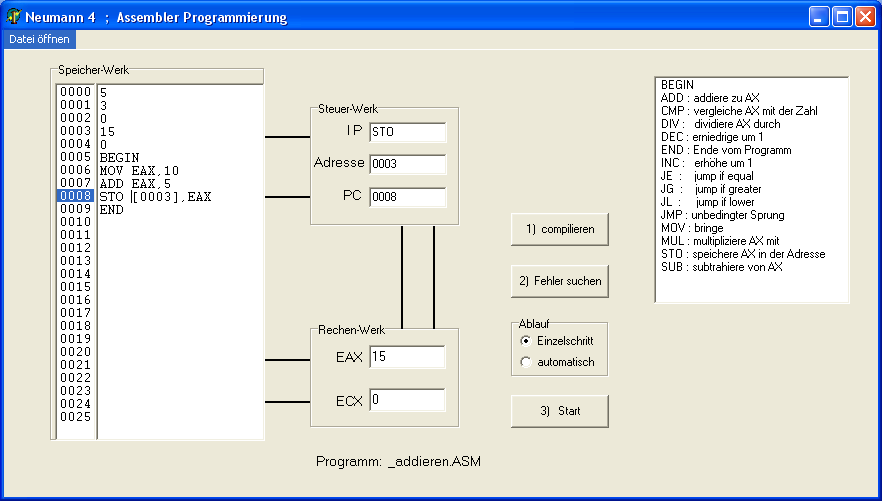 Neumann 4 ; Assembler Programmierung
Datei öffnen
Speicher-Werk
0000 5
0001 3
0002 0
0003 15
0004 0
0005 BEGIN
0006 MOV EAX,10
0007 ADD EAX,5
0008 STO [0003],EAX
0009 END
0010
0011
0012
0013
0014
0015
0016
0017
0018
0019
0020
0021
0022
0023
0024
0025
Steuer-Werk
IP STO
Adresse 0003
PC 0008
Rechen-Werk
EAX 15
ECX 0
Programm: _addieren.ASM
1) compilieren
2) Fehler suchen
Ablauf
Einzelschritt
automatisch
3) Start
BEGIN
ADD : addiere zu AX
CMP : vergleiche AX mit der Zahl
DIV : dividiere AX durch
DEC : erniedrige um 1
END : Ende vom Programm
INC : erhöhe um 1
JE : jump if equal
JG : jump if greater
JL : jump if lower
JMP : unbedingter Sprung
MOV : bringe
MUL : multipliziere AX mit
STO : speichere AX in der Adresse
SUB : subtrahiere von AX